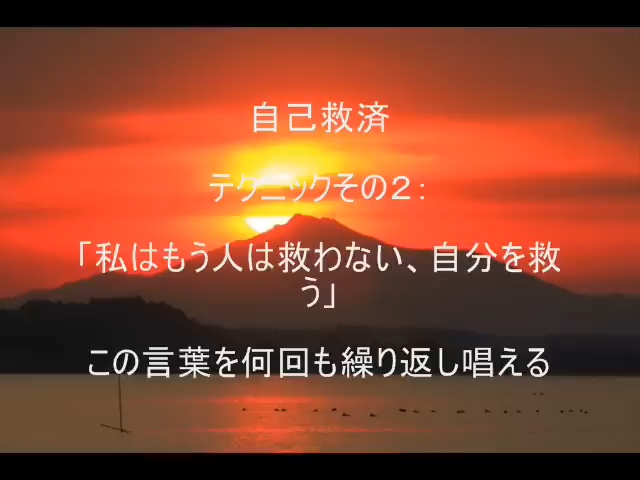 自己救済
テクニックその２：
「私はもう人は救わない、自分を救
う」
この言葉を何回も繰り返し唱える